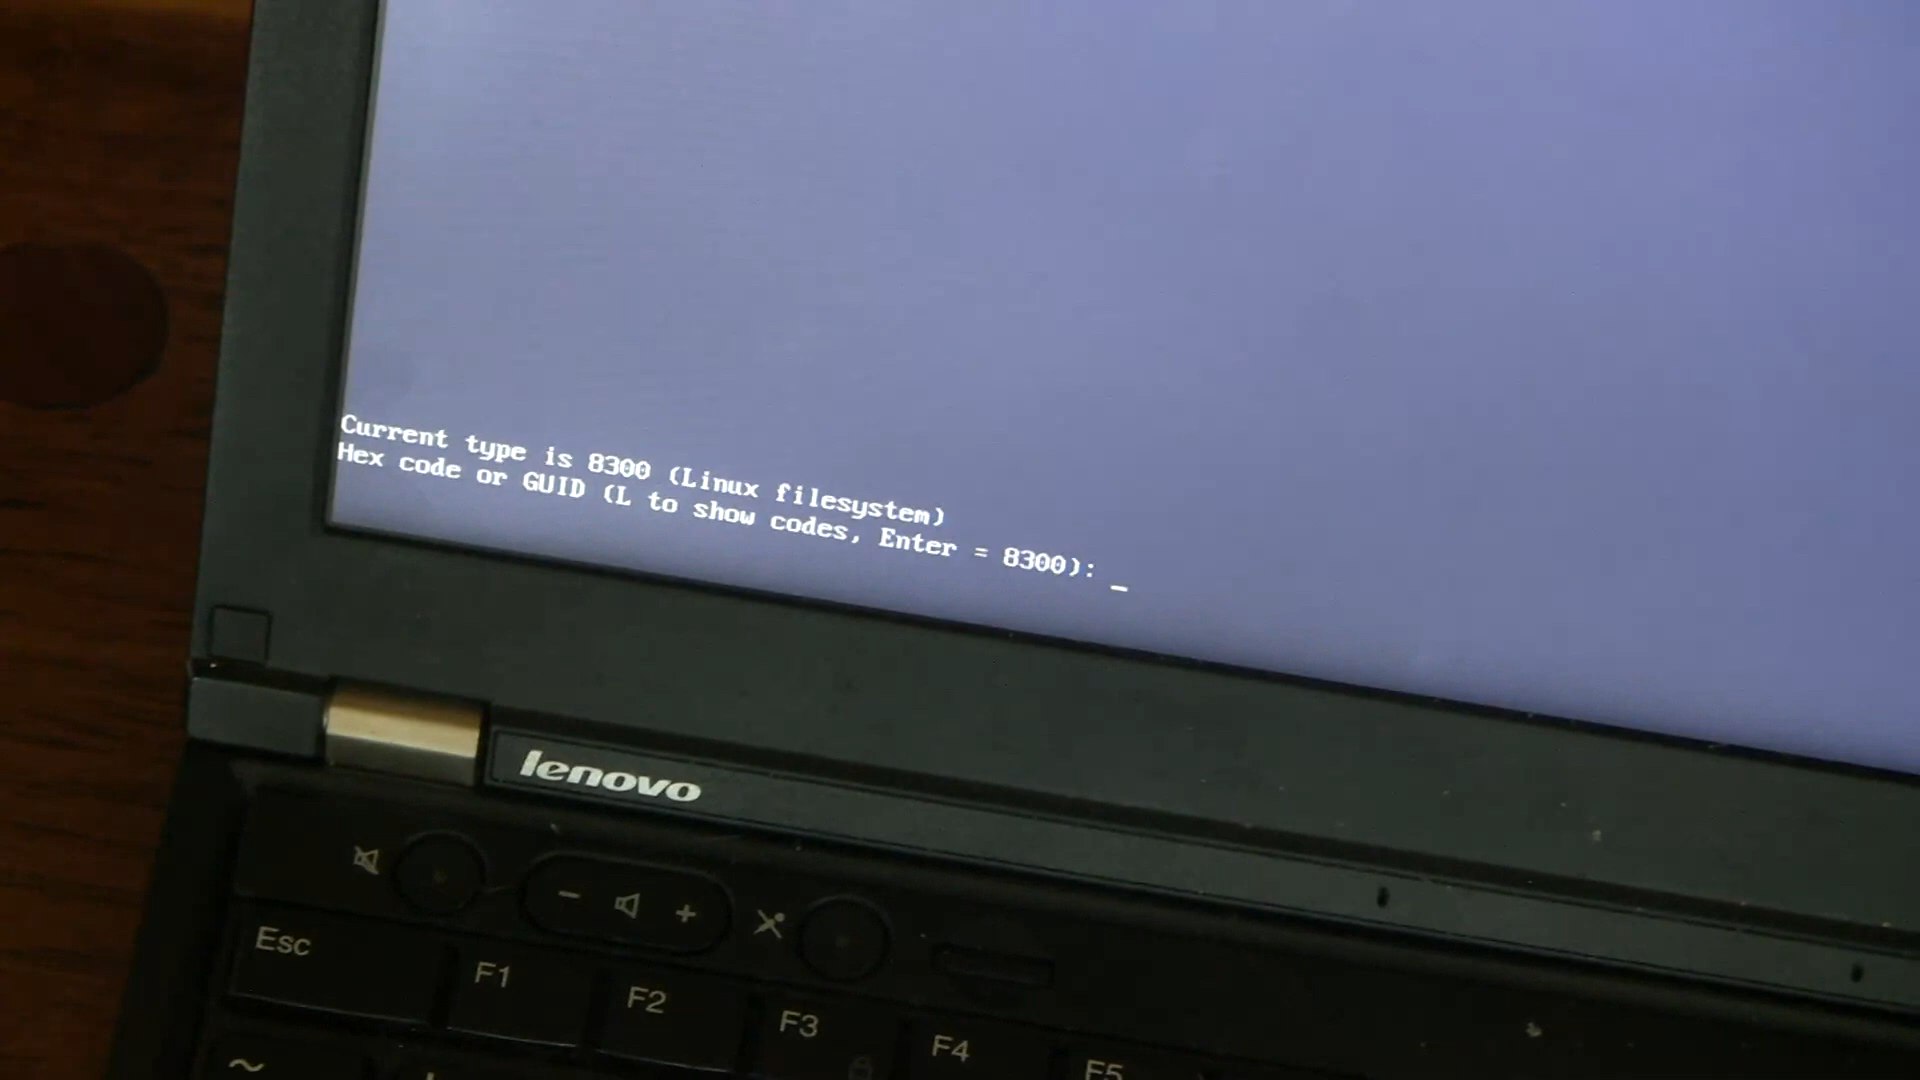 Current type is 8300 (Linux filesystem)
Hex code or GUID (L to show codes, Enter = 8300): _
lenovo
- +
Esc
F1
F2
F3
F4
F5
~